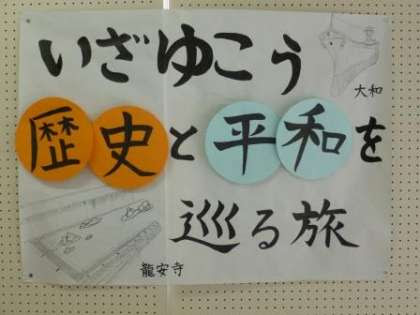 いざゆこう
大和
歴史と平和を
巡る旅
龍安寺